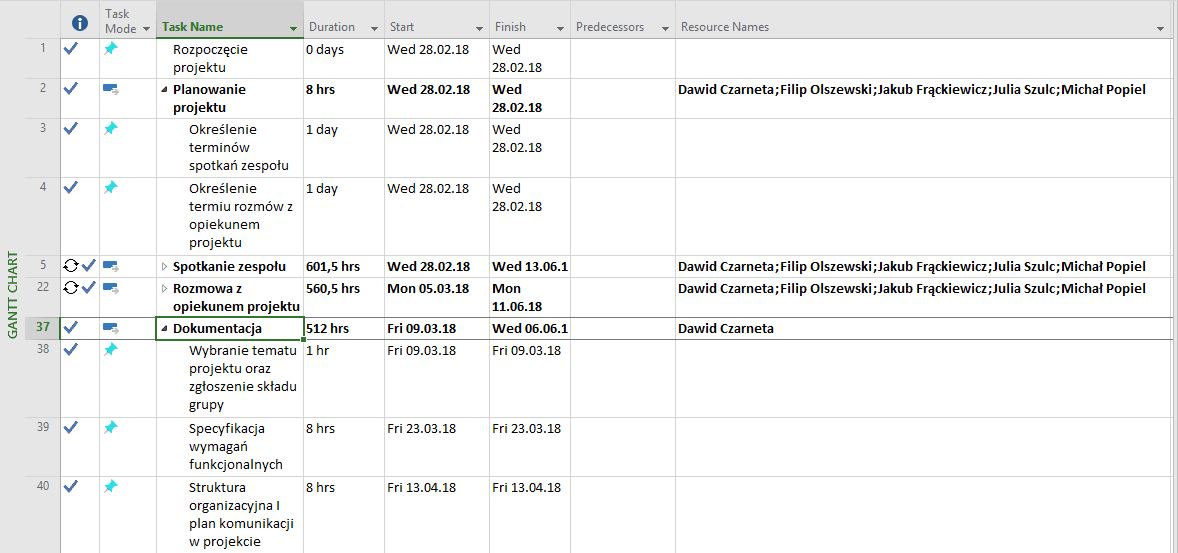 Task Mode Task Name Duration Start Finish Predecessors Resource Names
GANTT CHART
1 Rozpoczęcie projektu 0 days Wed 28.02.18 Wed 28.02.18
2 Planowanie projektu 8 hrs Wed 28.02.18 Wed 28.02.18 Dawid Czarneta;Filip Olszewski;Jakub Frąckiewicz;Julia Szulc;Michał Popiel
3 Określenie terminów spotkań zespołu 1 day Wed 28.02.18 Wed 28.02.18
4 Określenie termiu rozmów z opiekunem projektu 1 day Wed 28.02.18 Wed 28.02.18
5 Spotkanie zespołu 601,5 hrs Wed 28.02.18 Wed 13.06.1 Dawid Czarneta;Filip Olszewski;Jakub Frąckiewicz;Julia Szulc;Michał Popiel
22 Rozmowa z opiekunem projektu 560,5 hrs Mon 05.03.18 Mon 11.06.18 Dawid Czarneta;Filip Olszewski;Jakub Frąckiewicz;Julia Szulc;Michał Popiel
37 Dokumentacja 512 hrs Fri 09.03.18 Wed 06.06.1 Dawid Czarneta
38 Wybranie tematu projektu oraz zgłoszenie składu grupy 1 hr Fri 09.03.18 Fri 09.03.18
39 Specyfikacja wymagań funkcjonalnych 8 hrs Fri 23.03.18 Fri 23.03.18
40 Struktura organizacyjna I plan komunikacji w projekcie 8 hrs Fri 13.04.18 Fri 13.04.18